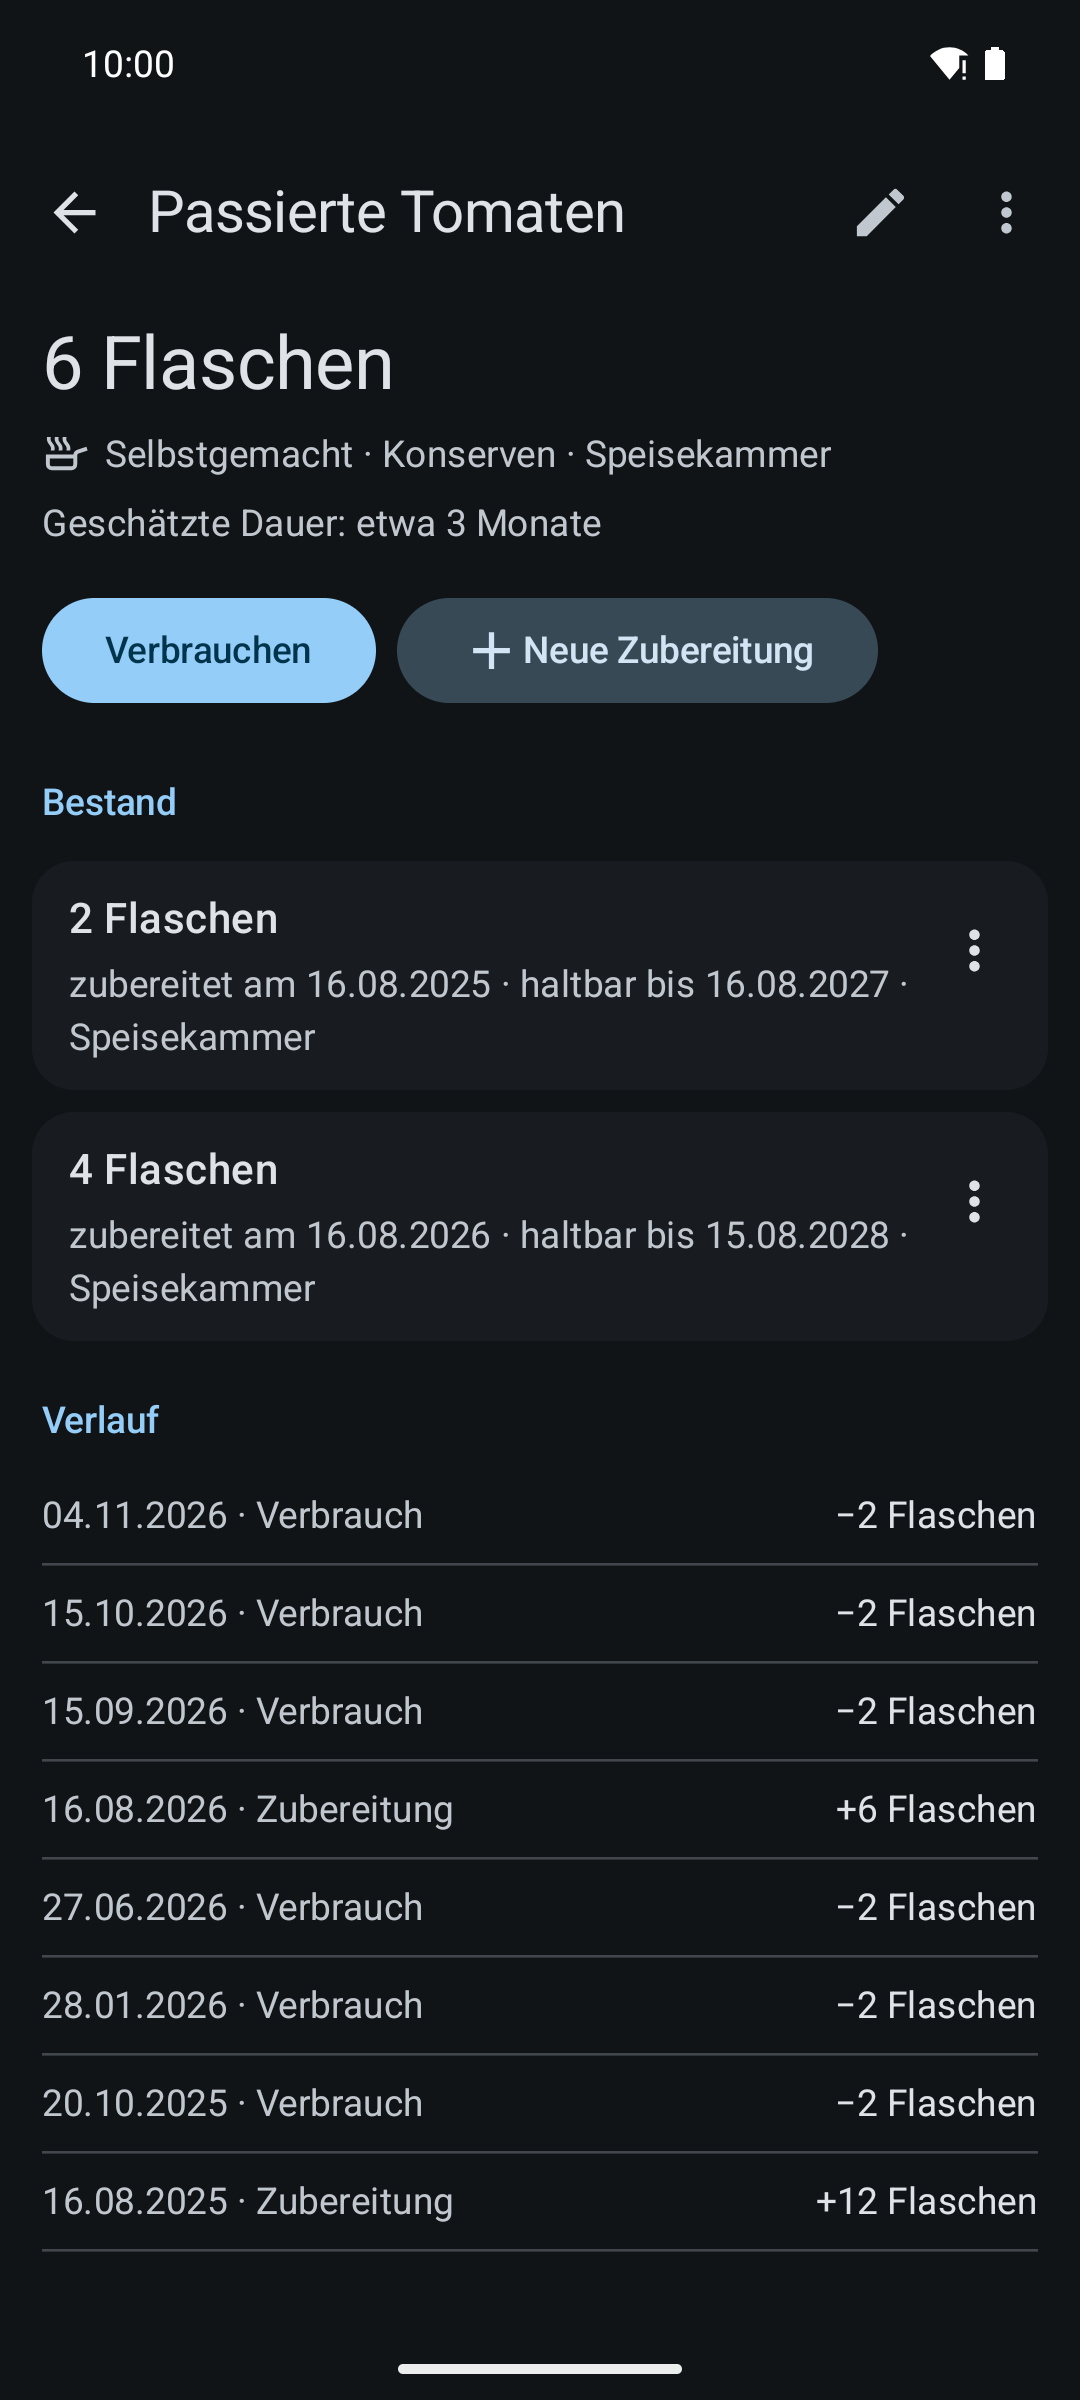 10:00
Passierte Tomaten
6 Flaschen
Selbstgemacht · Konserven · Speisekammer
Geschätzte Dauer: etwa 3 Monate
Verbrauchen
Neue Zubereitung
Bestand
2 Flaschen
zubereitet am 16.08.2025 · haltbar bis 16.08.2027 ·
Speisekammer
4 Flaschen
zubereitet am 16.08.2026 · haltbar bis 15.08.2028 ·
Speisekammer
Verlauf
04.11.2026 · Verbrauch −2 Flaschen
15.10.2026 · Verbrauch −2 Flaschen
15.09.2026 · Verbrauch −2 Flaschen
16.08.2026 · Zubereitung +6 Flaschen
27.06.2026 · Verbrauch −2 Flaschen
28.01.2026 · Verbrauch −2 Flaschen
20.10.2025 · Verbrauch −2 Flaschen
16.08.2025 · Zubereitung +12 Flaschen